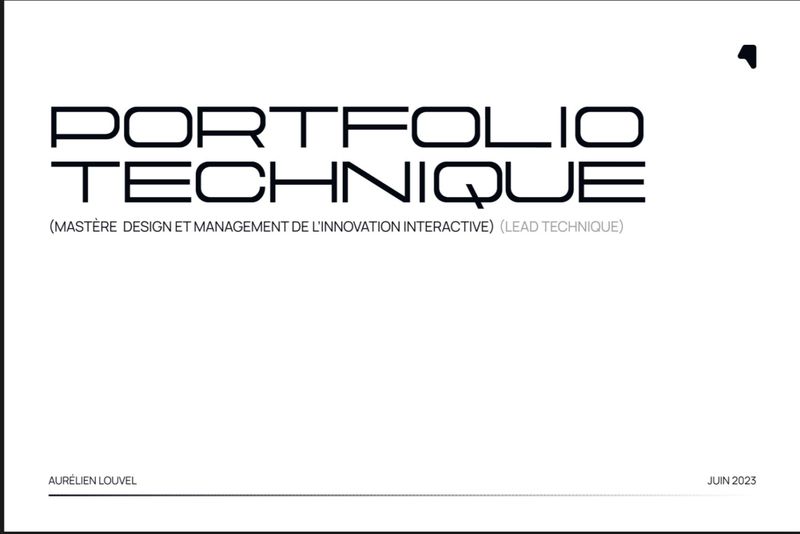 PORTFOLIO
TECHNIQUE
(MASTÈRE  DESIGN ET MANAGEMENT DE L'INNOVATION INTERACTIVE) (LEAD TECHNIQUE)
AURÉLIEN LOUVEL
JUIN 2023